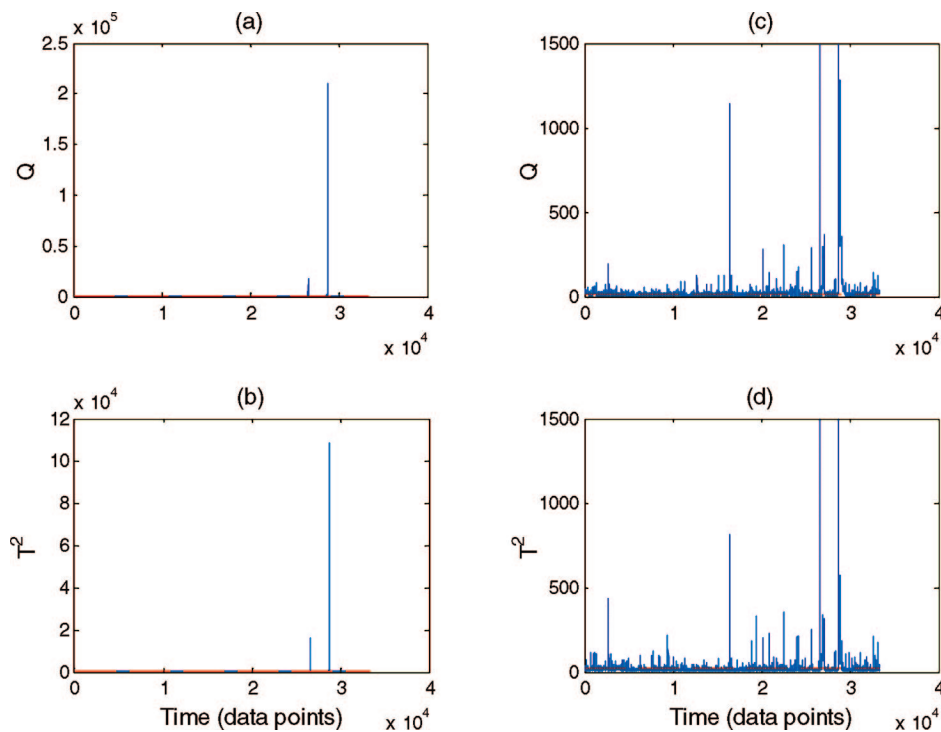 (a)
x 10^5
2.5
2
1.5
1
0.5
0
Q
0 1 2 3 4
x 10^4
(c)
1500
1000
500
0
Q
0 1 2 3 4
x 10^4
(b)
x 10^4
12
10
8
6
4
2
0
T^2
0 1 2 3 4
Time (data points) x 10^4
(d)
1500
1000
500
0
T^2
0 1 2 3 4
Time (data points) x 10^4